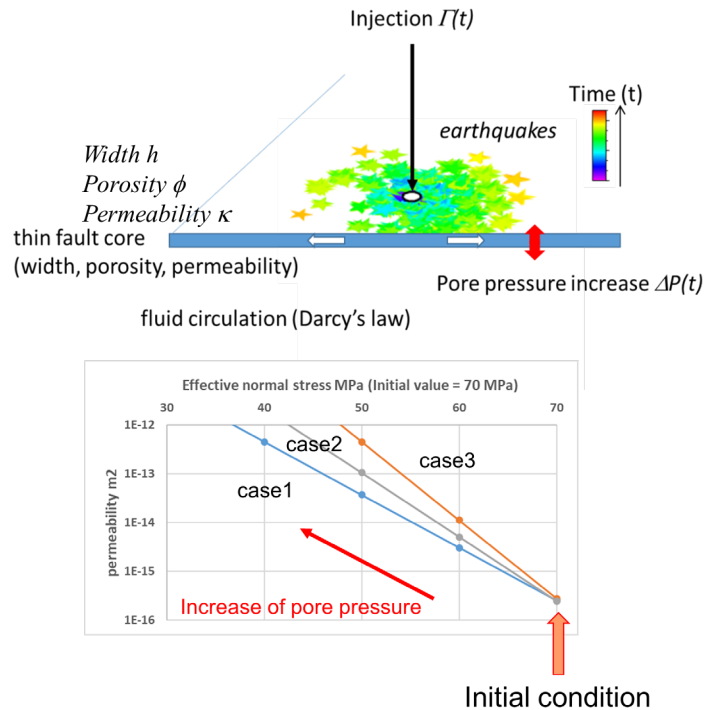 Injection Γ(t)
Time (t)
earthquakes
Width h
Porosity ϕ
Permeability κ
thin fault core
(width, porosity, permeability)
Pore pressure increase ΔP(t)
fluid circulation (Darcy's law)
Effective normal stress MPa (Initial value = 70 MPa)
30 40 50 60 70
1E-12
1E-13
1E-14
1E-15
1E-16
permeability m2
case1
case2
case3
Increase of pore pressure
Initial condition